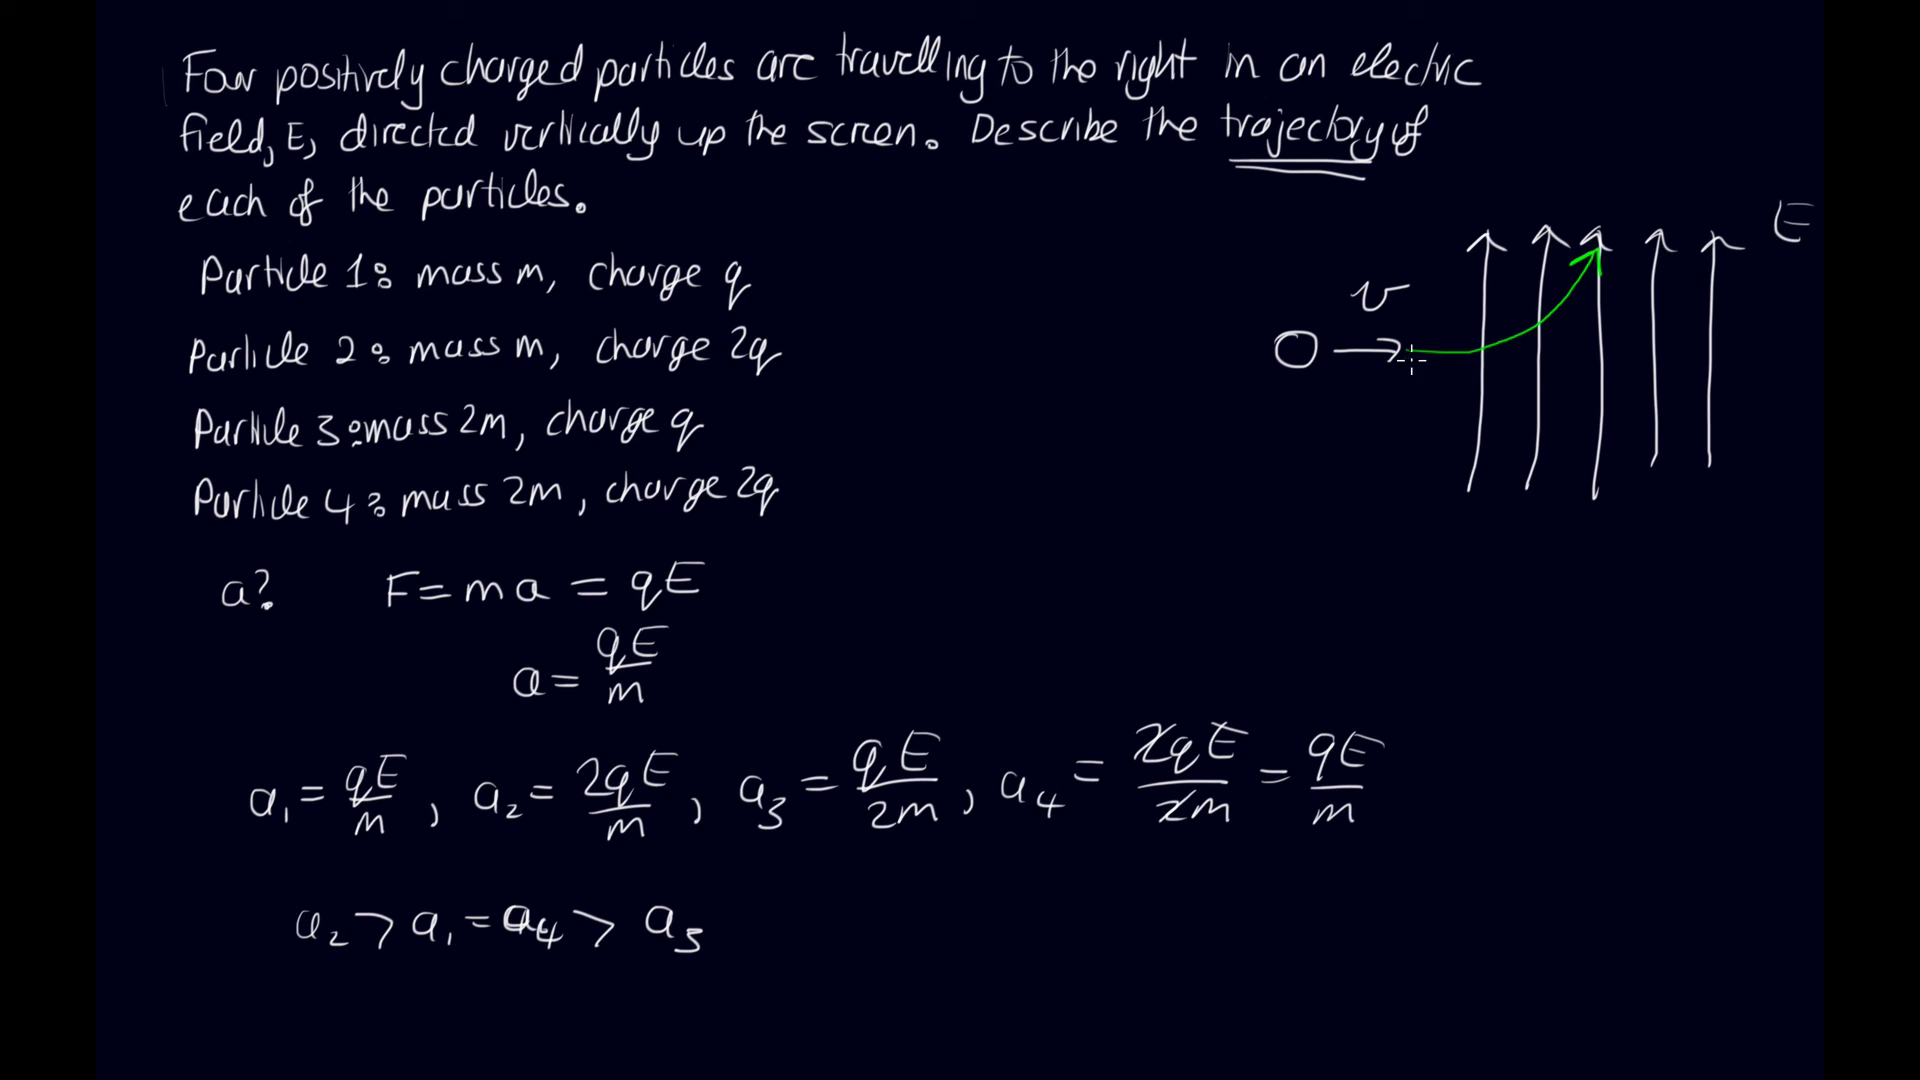 Four positively charged particles are travelling to the right in an electric
field, E, directed vertically up the screen. Describe the trajectory of
each of the particles.
Particle 1: mass m, charge q
Particle 2: mass m, charge 2q
Particle 3: mass 2m, charge q
Particle 4: mass 2m, charge 2q
E
v
a? F = ma = qE
a = qE/m
a₁ = qE/m, a₂ = 2qE/m, a₃ = qE/2m, a₄ = 2qE/2m = qE/m
a₂ > a₁ = a₄ > a₃